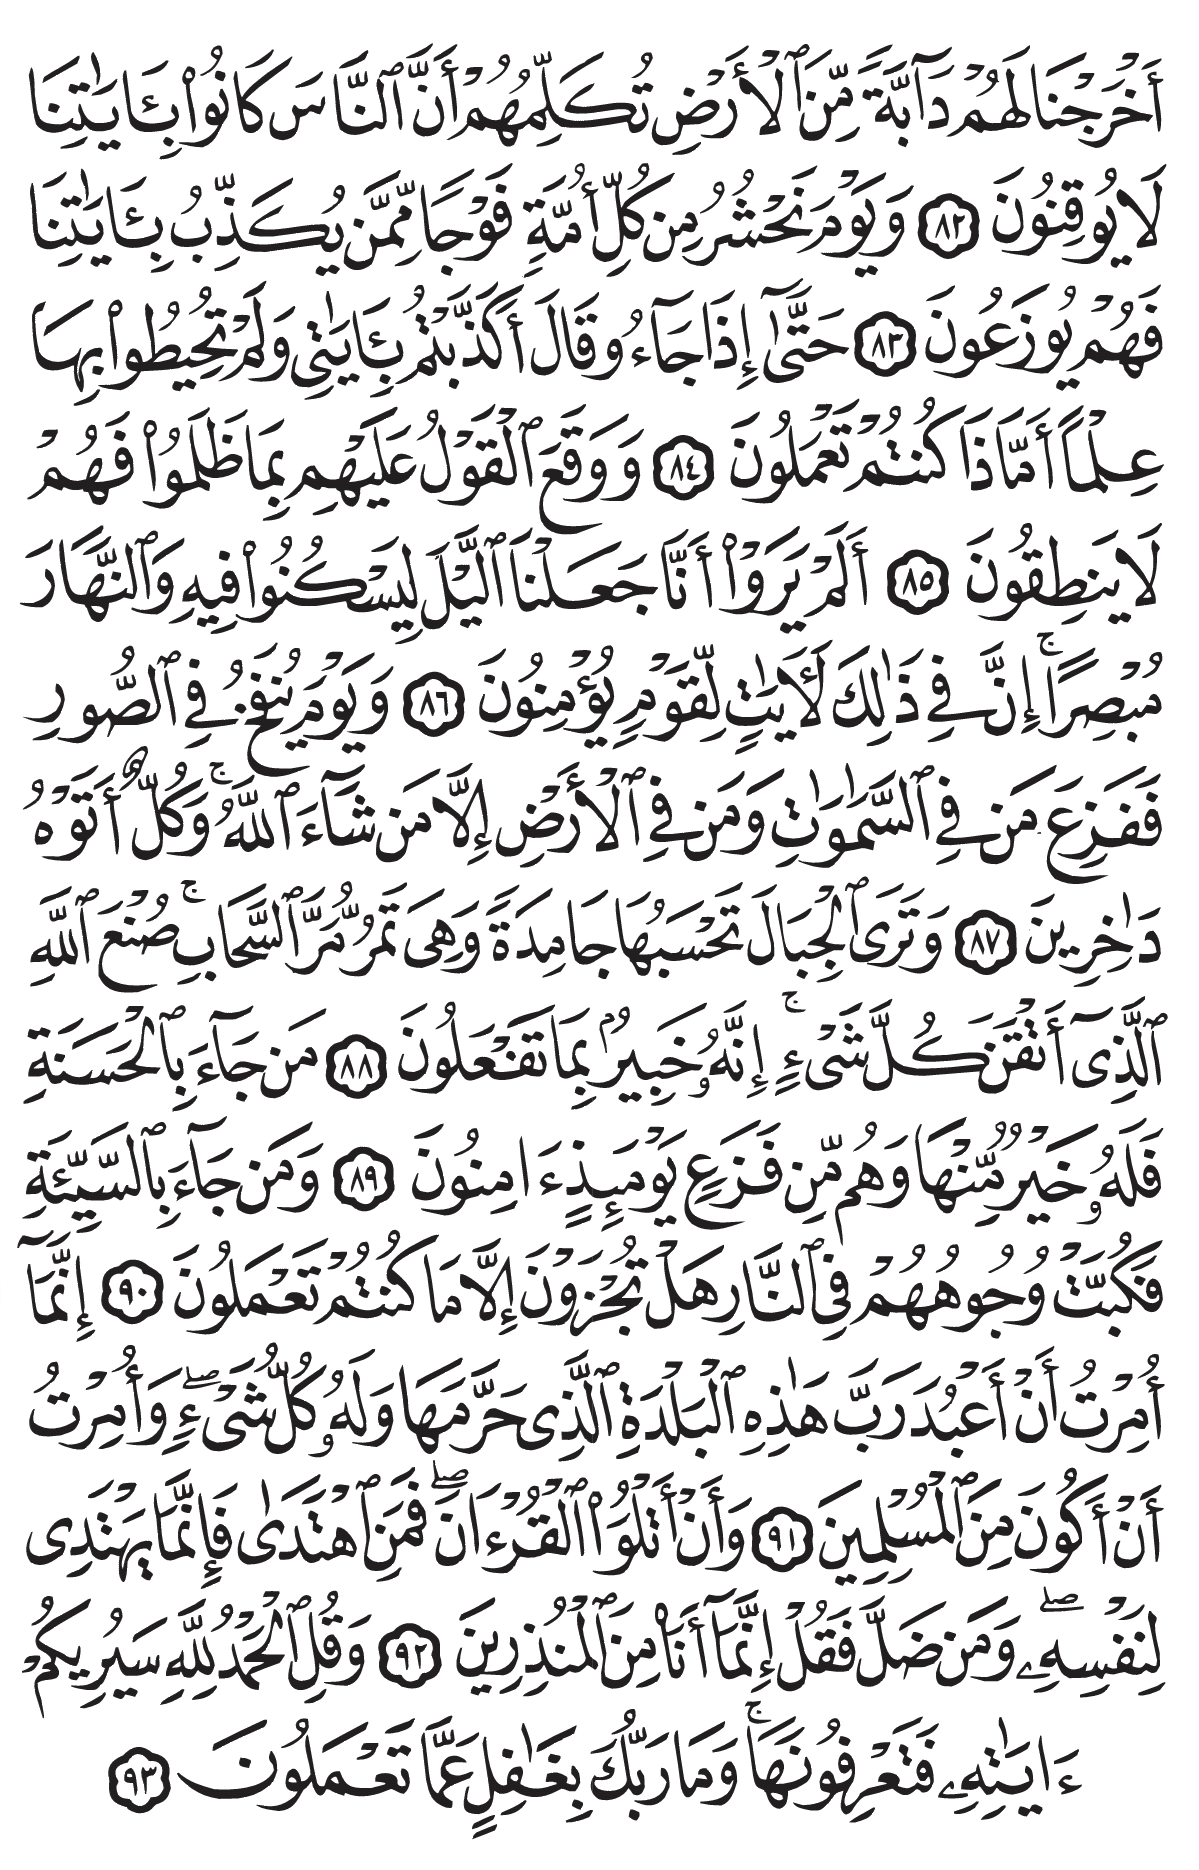 أَخْرَجْنَا لَهُمْ دَآبَّةً مِّنَ ٱلْأَرْضِ تُكَلِّمُهُمْ أَنَّ ٱلنَّاسَ كَانُوا۟ بِـَٔايَـٰتِنَا
لَا يُوقِنُونَ ٨٢ وَيَوْمَ نَحْشُرُ مِن كُلِّ أُمَّةٍ فَوْجًا مِّمَّن يُكَذِّبُ بِـَٔايَـٰتِنَا
فَهُمْ يُوزَعُونَ ٨٣ حَتَّىٰٓ إِذَا جَآءُو قَالَ أَكَذَّبْتُم بِـَٔايَـٰتِى وَلَمْ تُحِيطُوا۟ بِهَا
عِلْمًا أَمَّاذَا كُنتُمْ تَعْمَلُونَ ٨٤ وَوَقَعَ ٱلْقَوْلُ عَلَيْهِم بِمَا ظَلَمُوا۟ فَهُمْ
لَا يَنطِقُونَ ٨٥ أَلَمْ يَرَوْا۟ أَنَّا جَعَلْنَا ٱلَّيْلَ لِيَسْكُنُوا۟ فِيهِ وَٱلنَّهَارَ
مُبْصِرًا ۚ إِنَّ فِى ذَٰلِكَ لَـَٔايَـٰتٍ لِّقَوْمٍ يُؤْمِنُونَ ٨٦ وَيَوْمَ يُنفَخُ فِى ٱلصُّورِ
فَفَزِعَ مَن فِى ٱلسَّمَـٰوَٰتِ وَمَن فِى ٱلْأَرْضِ إِلَّا مَن شَآءَ ٱللَّهُ ۚ وَكُلٌّ أَتَوْهُ
دَٰخِرِينَ ٨٧ وَتَرَى ٱلْجِبَالَ تَحْسَبُهَا جَامِدَةً وَهِىَ تَمُرُّ مَرَّ ٱلسَّحَابِ ۚ صُنْعَ ٱللَّهِ
ٱلَّذِىٓ أَتْقَنَ كُلَّ شَىْءٍ ۚ إِنَّهُۥ خَبِيرٌۢ بِمَا تَفْعَلُونَ ٨٨ مَن جَآءَ بِٱلْحَسَنَةِ
فَلَهُۥ خَيْرٌ مِّنْهَا وَهُم مِّن فَزَعٍ يَوْمَئِذٍ ءَامِنُونَ ٨٩ وَمَن جَآءَ بِٱلسَّيِّئَةِ
فَكُبَّتْ وُجُوهُهُمْ فِى ٱلنَّارِ هَلْ تُجْزَوْنَ إِلَّا مَا كُنتُمْ تَعْمَلُونَ ٩٠ إِنَّمَآ
أُمِرْتُ أَنْ أَعْبُدَ رَبَّ هَـٰذِهِ ٱلْبَلْدَةِ ٱلَّذِى حَرَّمَهَا وَلَهُۥ كُلُّ شَىْءٍ ۖ وَأُمِرْتُ
أَنْ أَكُونَ مِنَ ٱلْمُسْلِمِينَ ٩١ وَأَنْ أَتْلُوَا۟ ٱلْقُرْءَانَ ۖ فَمَنِ ٱهْتَدَىٰ فَإِنَّمَا يَهْتَدِى
لِنَفْسِهِۦ ۖ وَمَن ضَلَّ فَقُلْ إِنَّمَآ أَنَا۠ مِنَ ٱلْمُنذِرِينَ ٩٢ وَقُلِ ٱلْحَمْدُ لِلَّهِ سَيُرِيكُمْ
ءَايَـٰتِهِۦ فَتَعْرِفُونَهَا ۚ وَمَا رَبُّكَ بِغَـٰفِلٍ عَمَّا تَعْمَلُونَ ٩٣